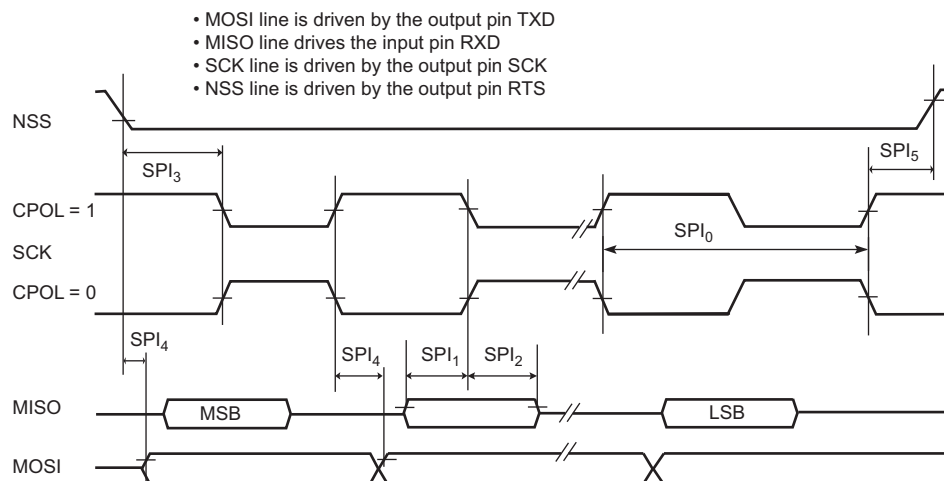 • MOSI line is driven by the output pin TXD
• MISO line drives the input pin RXD
• SCK line is driven by the output pin SCK
• NSS line is driven by the output pin RTS
NSS
SPI3
SPI5
CPOL = 1
SCK
SPI0
CPOL = 0
SPI4
SPI4
SPI1
SPI2
MISO
MSB
LSB
MOSI